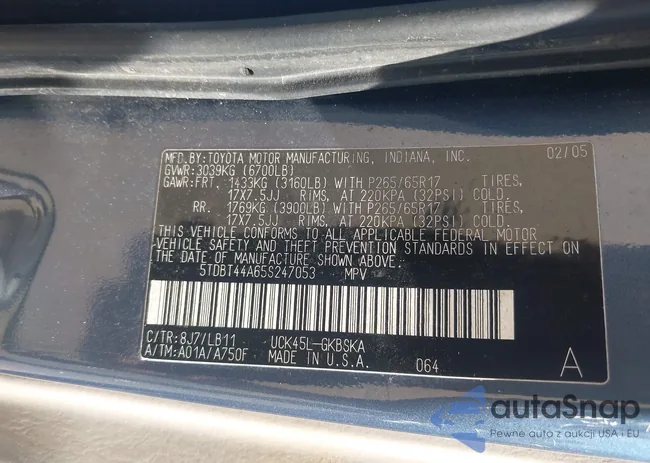 MFD.BY:TOYOTA MOTOR MANUFACTURING, INDIANA, INC. 02/05
GVWR:3039KG (6700LB)
GAWR:FRT. 1433KG (3160LB) WITH P265/65R17 TIRES,
17X7.5JJ RIMS, AT 220KPA (32PSI) COLD.
RR. 1769KG (3900LB) WITH P265/65R17 TIRES,
17X7.5JJ RIMS, AT 220KPA (32PSI) COLD.
THIS VEHICLE CONFORMS TO ALL APPLICABLE FEDERAL MOTOR
VEHICLE SAFETY AND THEFT PREVENTION STANDARDS IN EFFECT ON
THE DATE OF MANUFACTURE SHOWN ABOVE.
5TDBT44A65S247053 MPV
C/TR:8J7/LB11 UCK45L-GKBSKA
A/TM:A01A/A750F MADE IN U.S.A. 064 A
autaSnap
Pewne auta z aukcji USA i EU